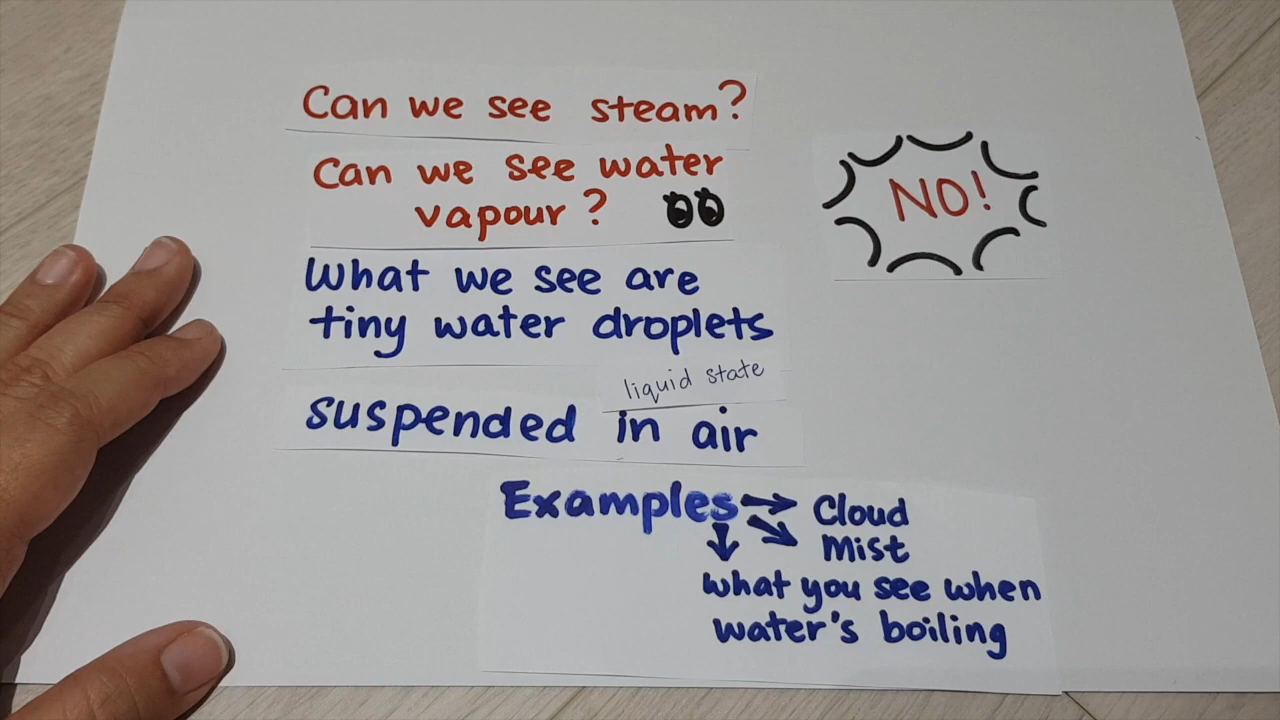 Can we see steam?
Can we see water
vapour?
NO!
What we see are
tiny water droplets
liquid state
suspended in air
Examples → Cloud
Mist
what you see when
water's boiling